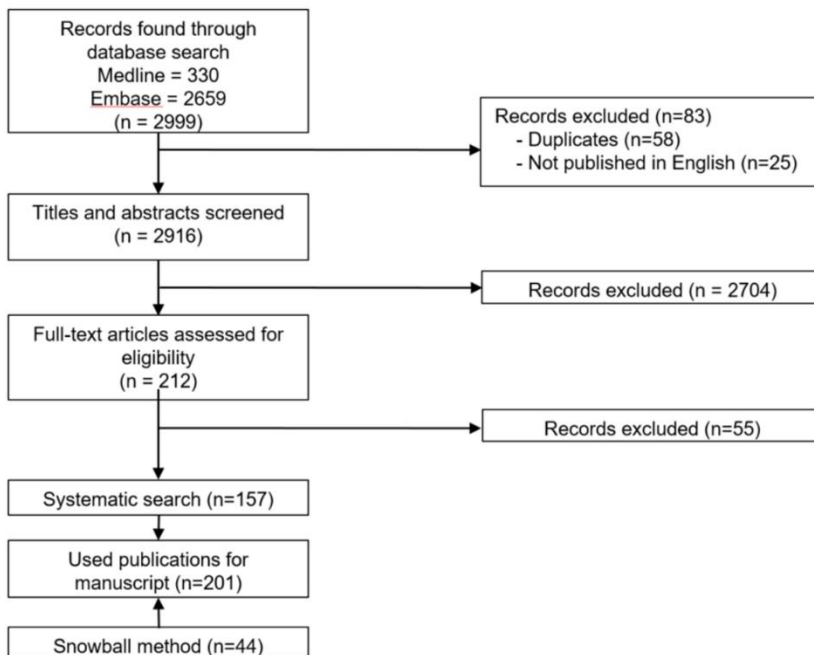 Records found through
database search
Medline = 330
Embase = 2659
(n = 2999)
Records excluded (n=83)
- Duplicates (n=58)
- Not published in English (n=25)
Titles and abstracts screened
(n = 2916)
Records excluded (n = 2704)
Full-text articles assessed for
eligibility
(n = 212)
Records excluded (n=55)
Systematic search (n=157)
Used publications for
manuscript (n=201)
Snowball method (n=44)